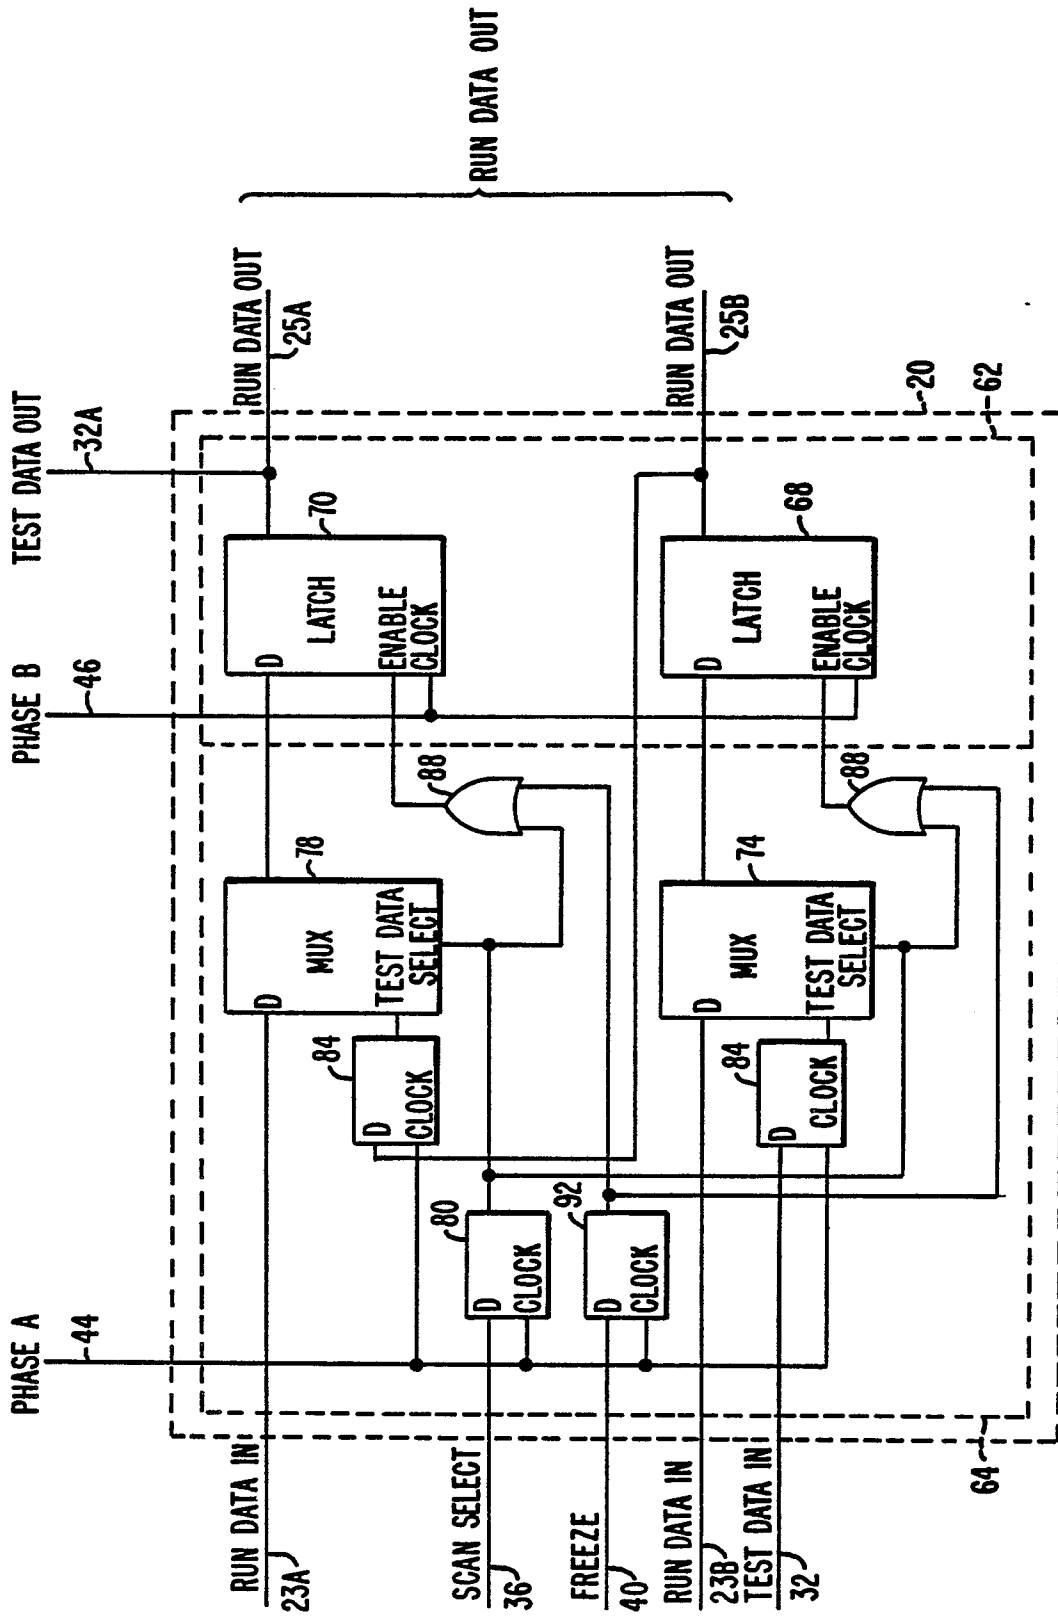 PHASE A
44
PHASE B
46
TEST DATA OUT
32A
RUN DATA IN
23A
SCAN SELECT
36
FREEZE
40
RUN DATA IN
23B
TEST DATA IN
32
64
D
CLOCK
80
D
CLOCK
92
D
CLOCK
84
D
MUX
TEST DATA
SELECT
78
88
D
LATCH
ENABLE
CLOCK
70
RUN DATA OUT
25A
D
CLOCK
84
D
MUX
TEST DATA
SELECT
74
88
D
LATCH
ENABLE
CLOCK
68
RUN DATA OUT
25B
20
62
RUN DATA OUT